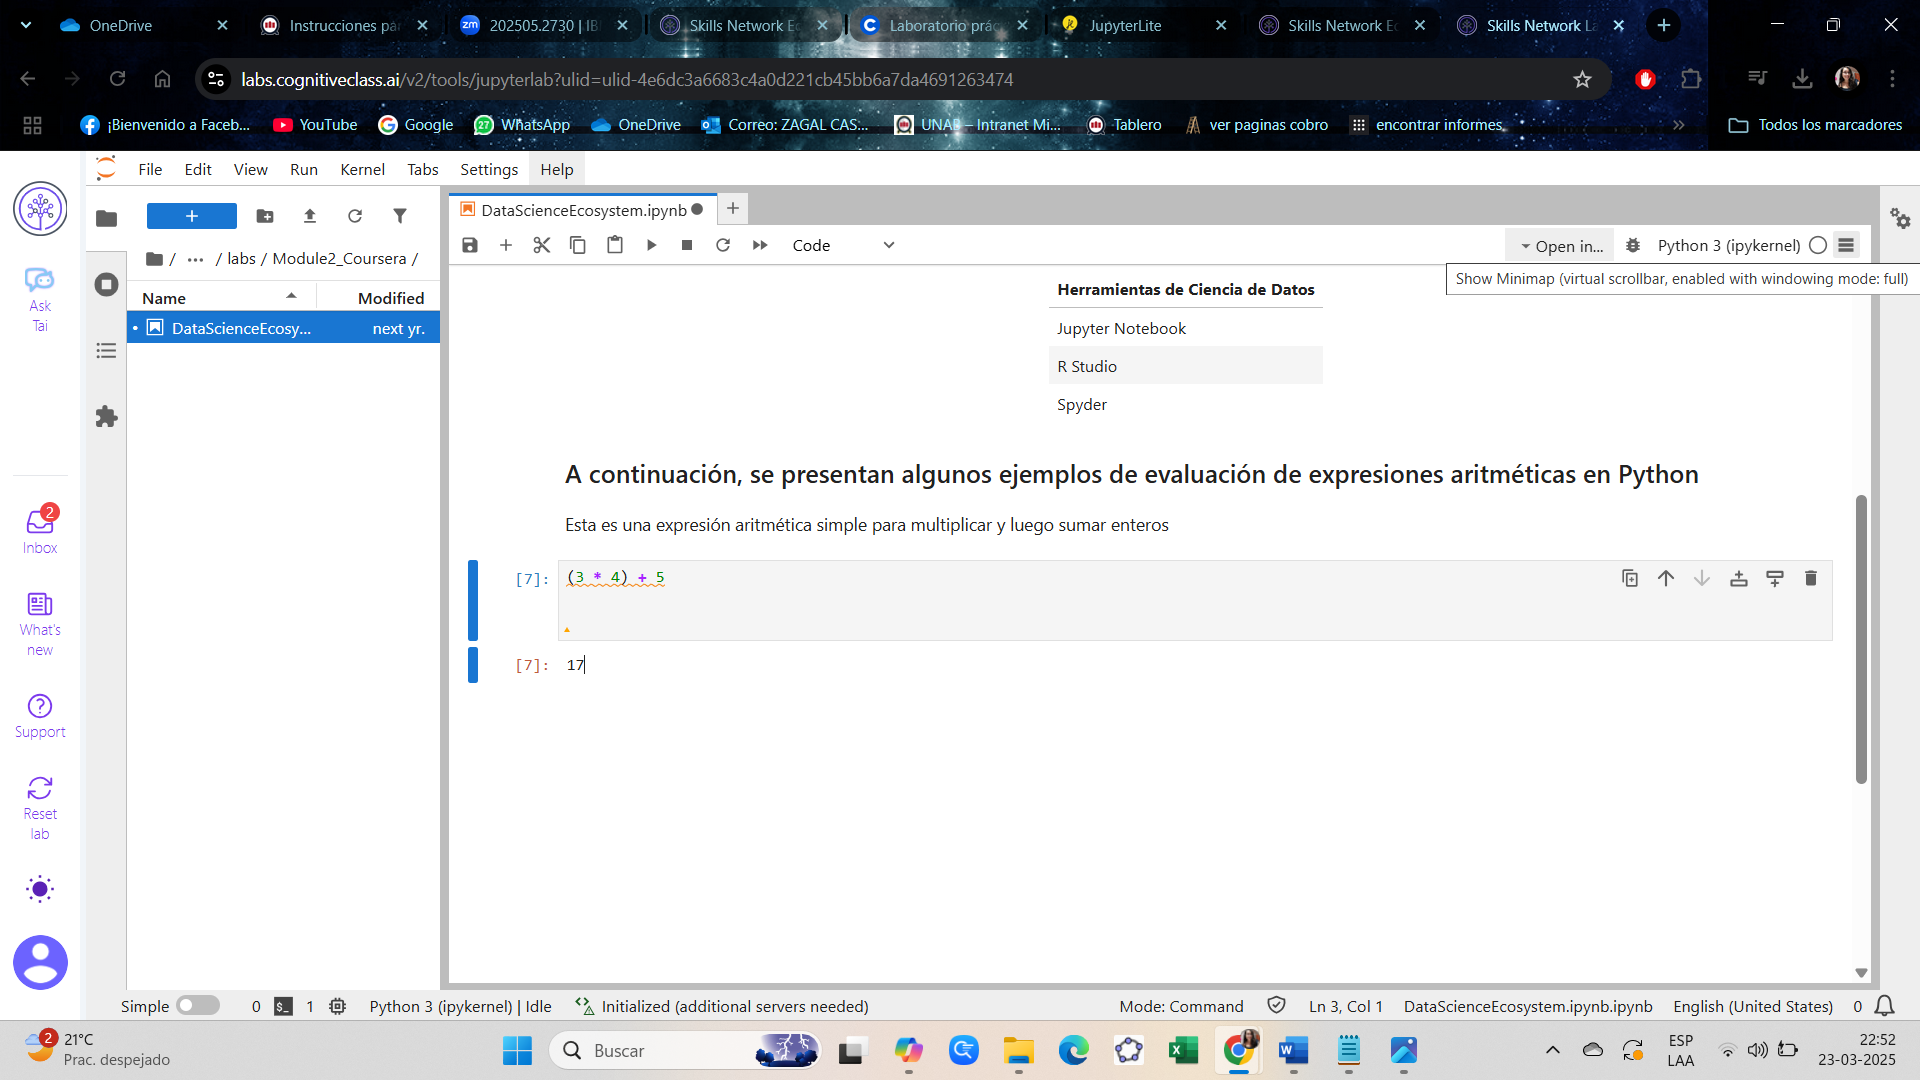 OneDrive
Instrucciones par
zm
202505.2730 | IB
Skills Network Ec
Laboratorio prác
JupyterLite
Skills Network Ec
Skills Network La
labs.cognitiveclass.ai/v2/tools/jupyterlab?ulid=ulid-4e6dc3a6683c4a0d221cb45bb6a7da4691263474
¡Bienvenido a Faceb...
YouTube
Google
27
WhatsApp
OneDrive
Correo: ZAGAL CAS:...
UNAB – Intranet Mi...
Tablero
ver paginas cobro
encontrar informes
»
Todos los marcadores
File Edit View Run Kernel Tabs Settings Help
DataScienceEcosystem.ipynb
Code
Open in...
Python 3 (ipykernel)
/ ... / labs / Module2_Coursera /
Show Minimap (virtual scrollbar, enabled with windowing mode: full)
Name Modified
DataScienceEcosy... next yr.
Ask
Tai
2
Inbox
What's
new
Support
Reset
lab
Herramientas de Ciencia de Datos
Jupyter Notebook
R Studio
Spyder
A continuación, se presentan algunos ejemplos de evaluación de expresiones aritméticas en Python
Esta es una expresión aritmética simple para multiplicar y luego sumar enteros
[7]: (3 * 4) + 5
[7]: 17
Simple 0 1 Python 3 (ipykernel) | Idle Initialized (additional servers needed) Mode: Command Ln 3, Col 1 DataScienceEcosystem.ipynb.ipynb English (United States) 0
2
21°C
Prac. despejado
Buscar
ESP
LAA
22:52
23-03-2025